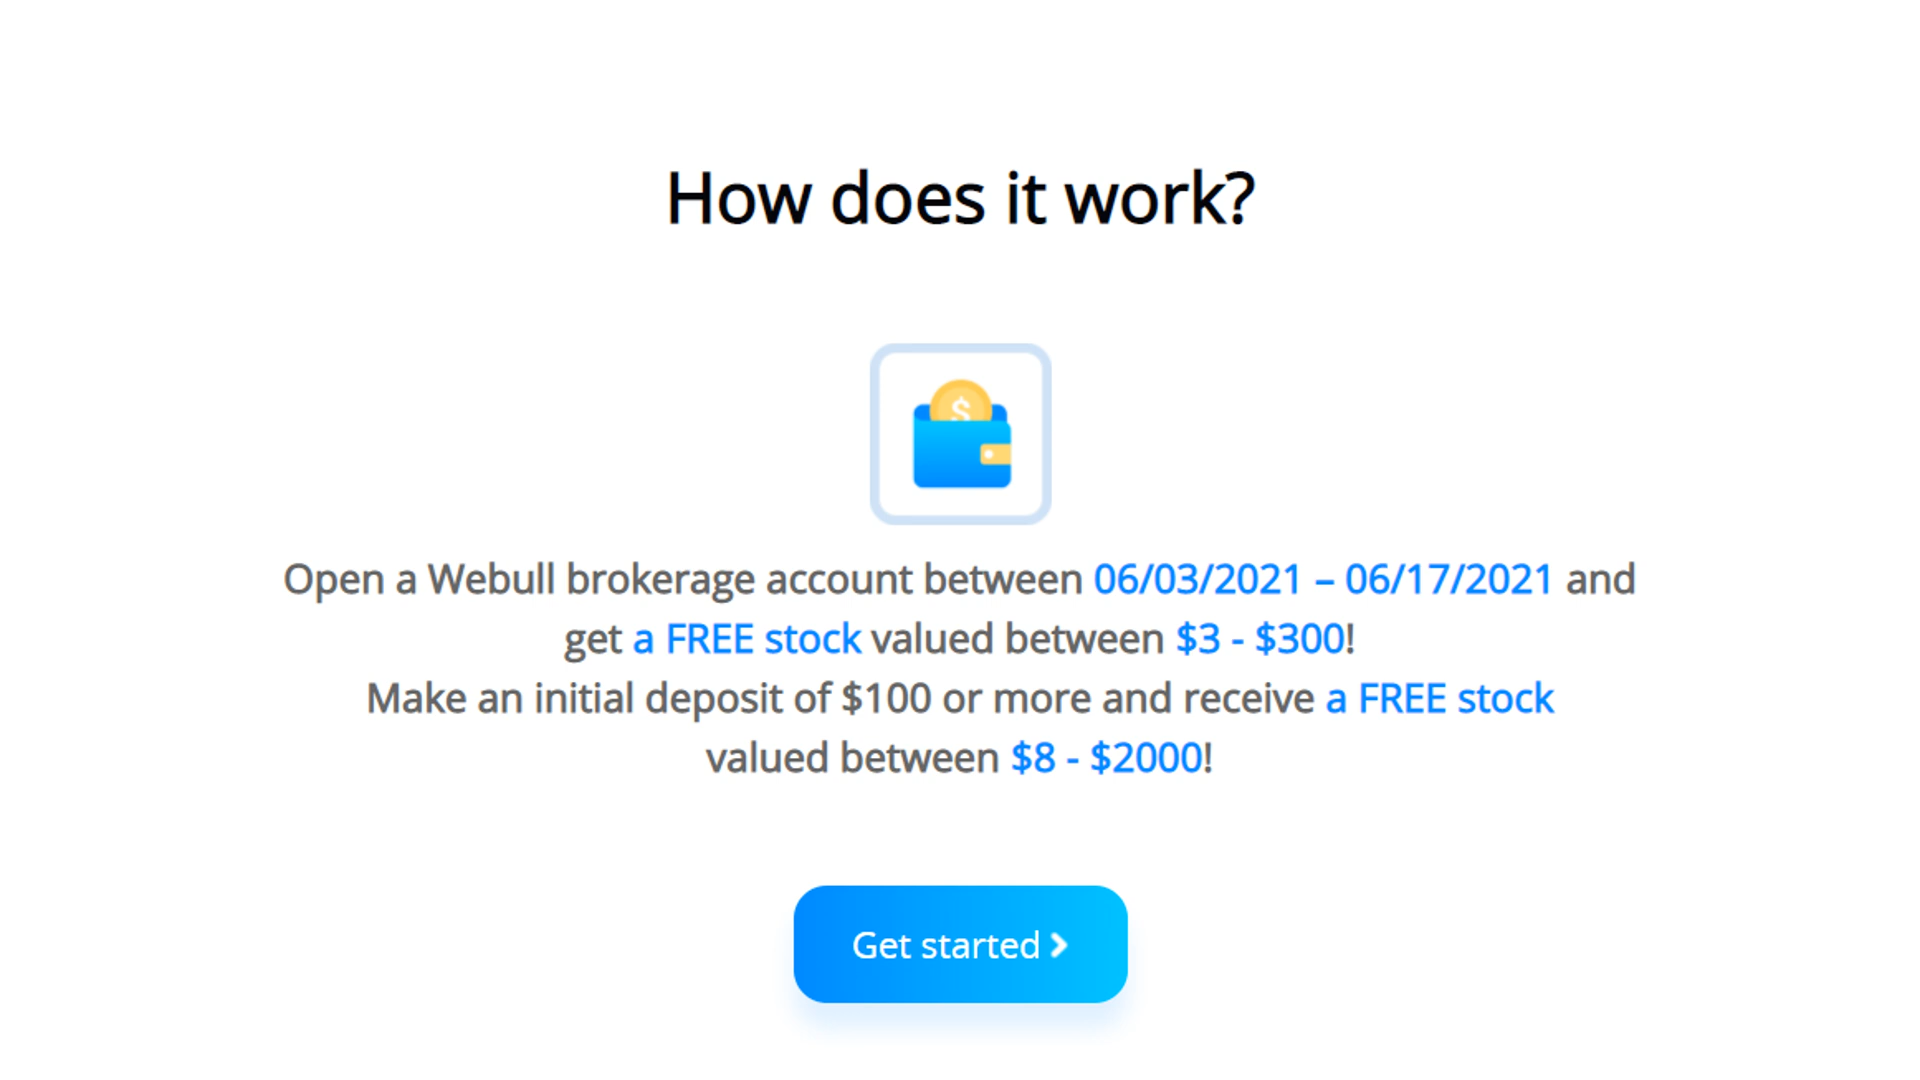 How does it work?
$
Open a Webull brokerage account between 06/03/2021 – 06/17/2021 and
get a FREE stock valued between $3 - $300!
Make an initial deposit of $100 or more and receive a FREE stock
valued between $8 - $2000!
Get started